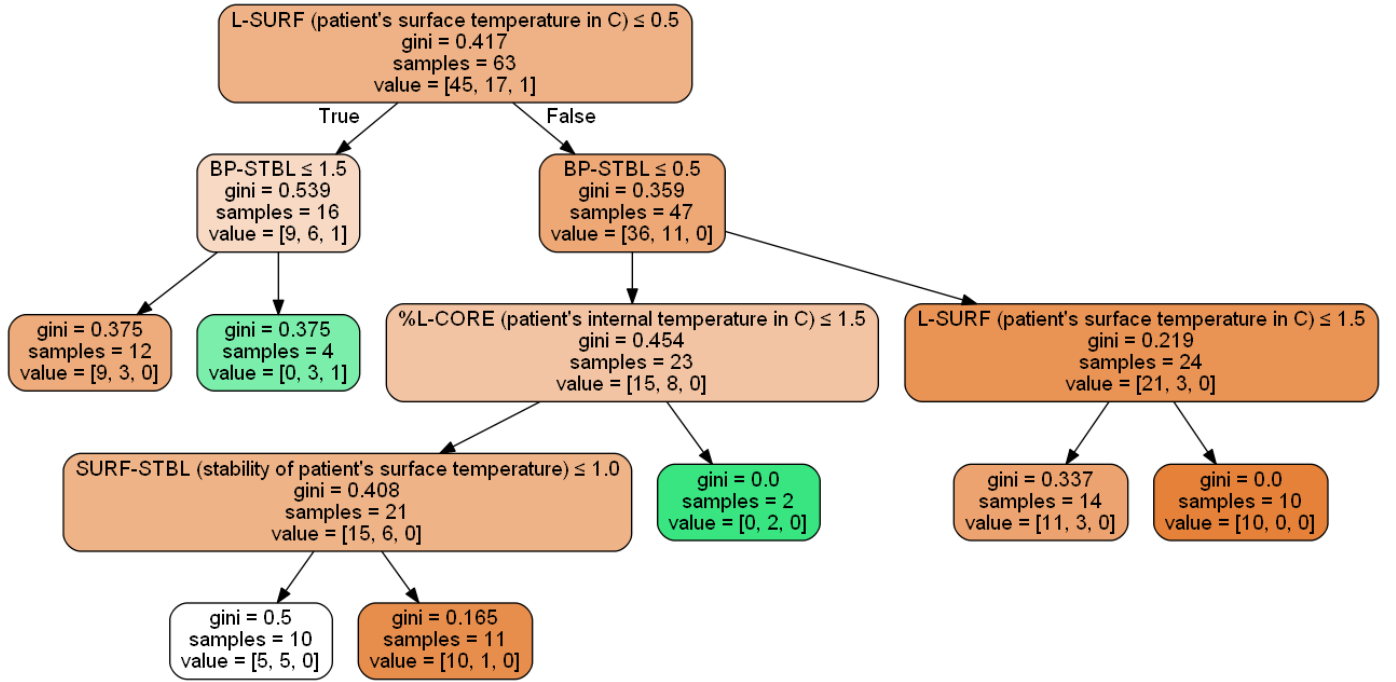 L-SURF (patient's surface temperature in C) ≤ 0.5
gini = 0.417
samples = 63
value = [45, 17, 1]
True
False
BP-STBL ≤ 1.5
gini = 0.539
samples = 16
value = [9, 6, 1]
BP-STBL ≤ 0.5
gini = 0.359
samples = 47
value = [36, 11, 0]
gini = 0.375
samples = 12
value = [9, 3, 0]
gini = 0.375
samples = 4
value = [0, 3, 1]
%L-CORE (patient's internal temperature in C) ≤ 1.5
gini = 0.454
samples = 23
value = [15, 8, 0]
L-SURF (patient's surface temperature in C) ≤ 1.5
gini = 0.219
samples = 24
value = [21, 3, 0]
SURF-STBL (stability of patient's surface temperature) ≤ 1.0
gini = 0.408
samples = 21
value = [15, 6, 0]
gini = 0.0
samples = 2
value = [0, 2, 0]
gini = 0.337
samples = 14
value = [11, 3, 0]
gini = 0.0
samples = 10
value = [10, 0, 0]
gini = 0.5
samples = 10
value = [5, 5, 0]
gini = 0.165
samples = 11
value = [10, 1, 0]